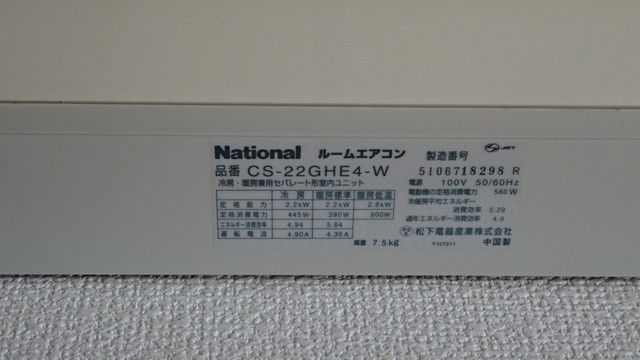 National ルームエアコン
品番 CS-22GHE4-W
冷房・暖房兼用セパレート形室内ユニット
冷房 暖房標準 暖房低温
定格能力 2.2kW 2.2kW 2.8kW
定格消費電力 445W 390W 900W
エネルギー消費効率 4.94 5.64
運転電流 4.90A 4.30A
質量 7.5kg
JET
製造番号
5106718298 R
電源 100V 50/60Hz
電動機の定格消費電力 580W
冷暖房平均エネルギー
消費効率 5.29
通年エネルギー消費効率 4.9
松下電器産業株式会社
中国製